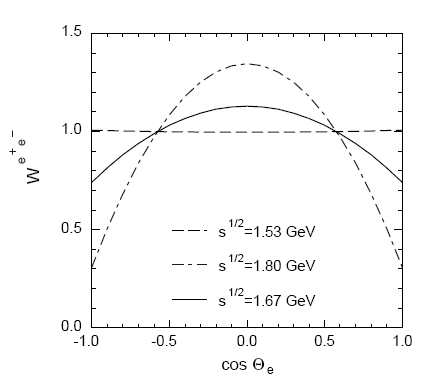 1.5
1.0
0.5
0.0
W e⁺ e⁻
s^1/2=1.53 GeV
s^1/2=1.80 GeV
s^1/2=1.67 GeV
-1.0 -0.5 0.0 0.5 1.0
cos Θe